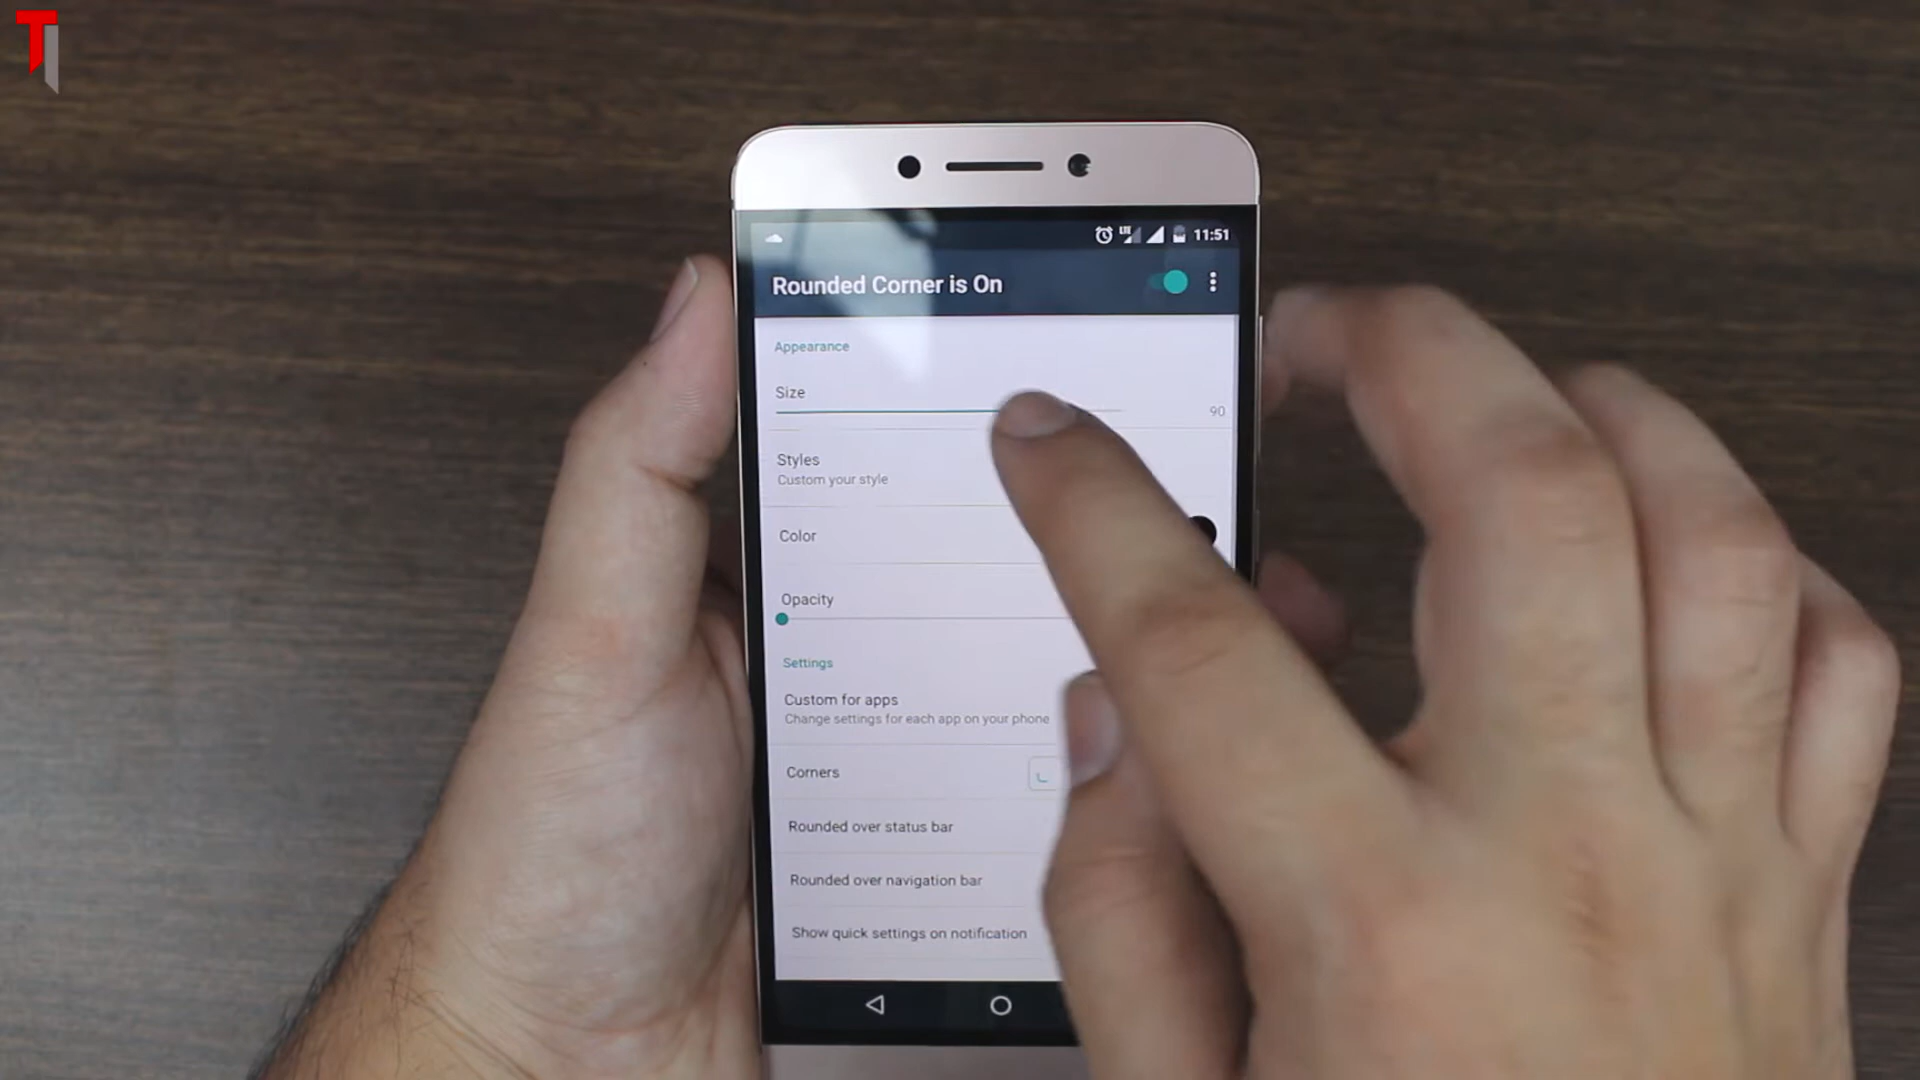 11:51
Rounded Corner is On
Appearance
Size
90
Styles
Custom your style
Color
Opacity
Settings
Custom for apps
Change settings for each app on your phone
Corners
Rounded over status bar
Rounded over navigation bar
Show quick settings on notification